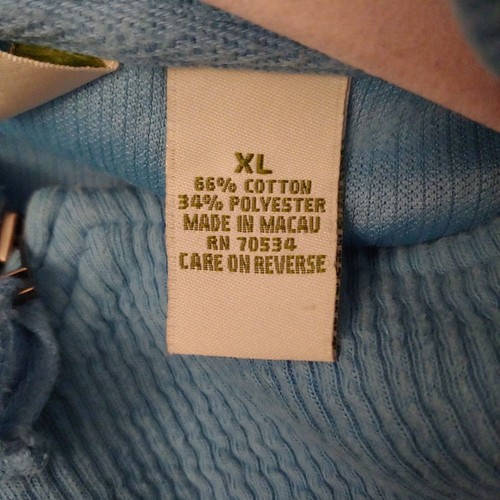 XL
66% COTTON
34% POLYESTER
MADE IN MACAU
RN 70534
CARE ON REVERSE